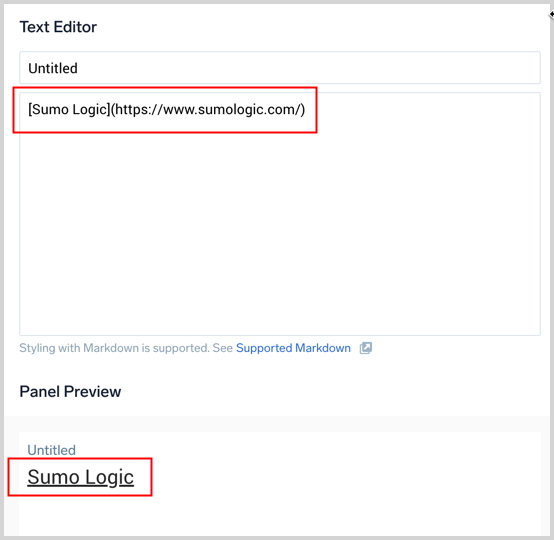 Text Editor
Untitled
[Sumo Logic](https://www.sumologic.com/)
Styling with Markdown is supported. See Supported Markdown
Panel Preview
Untitled
Sumo Logic